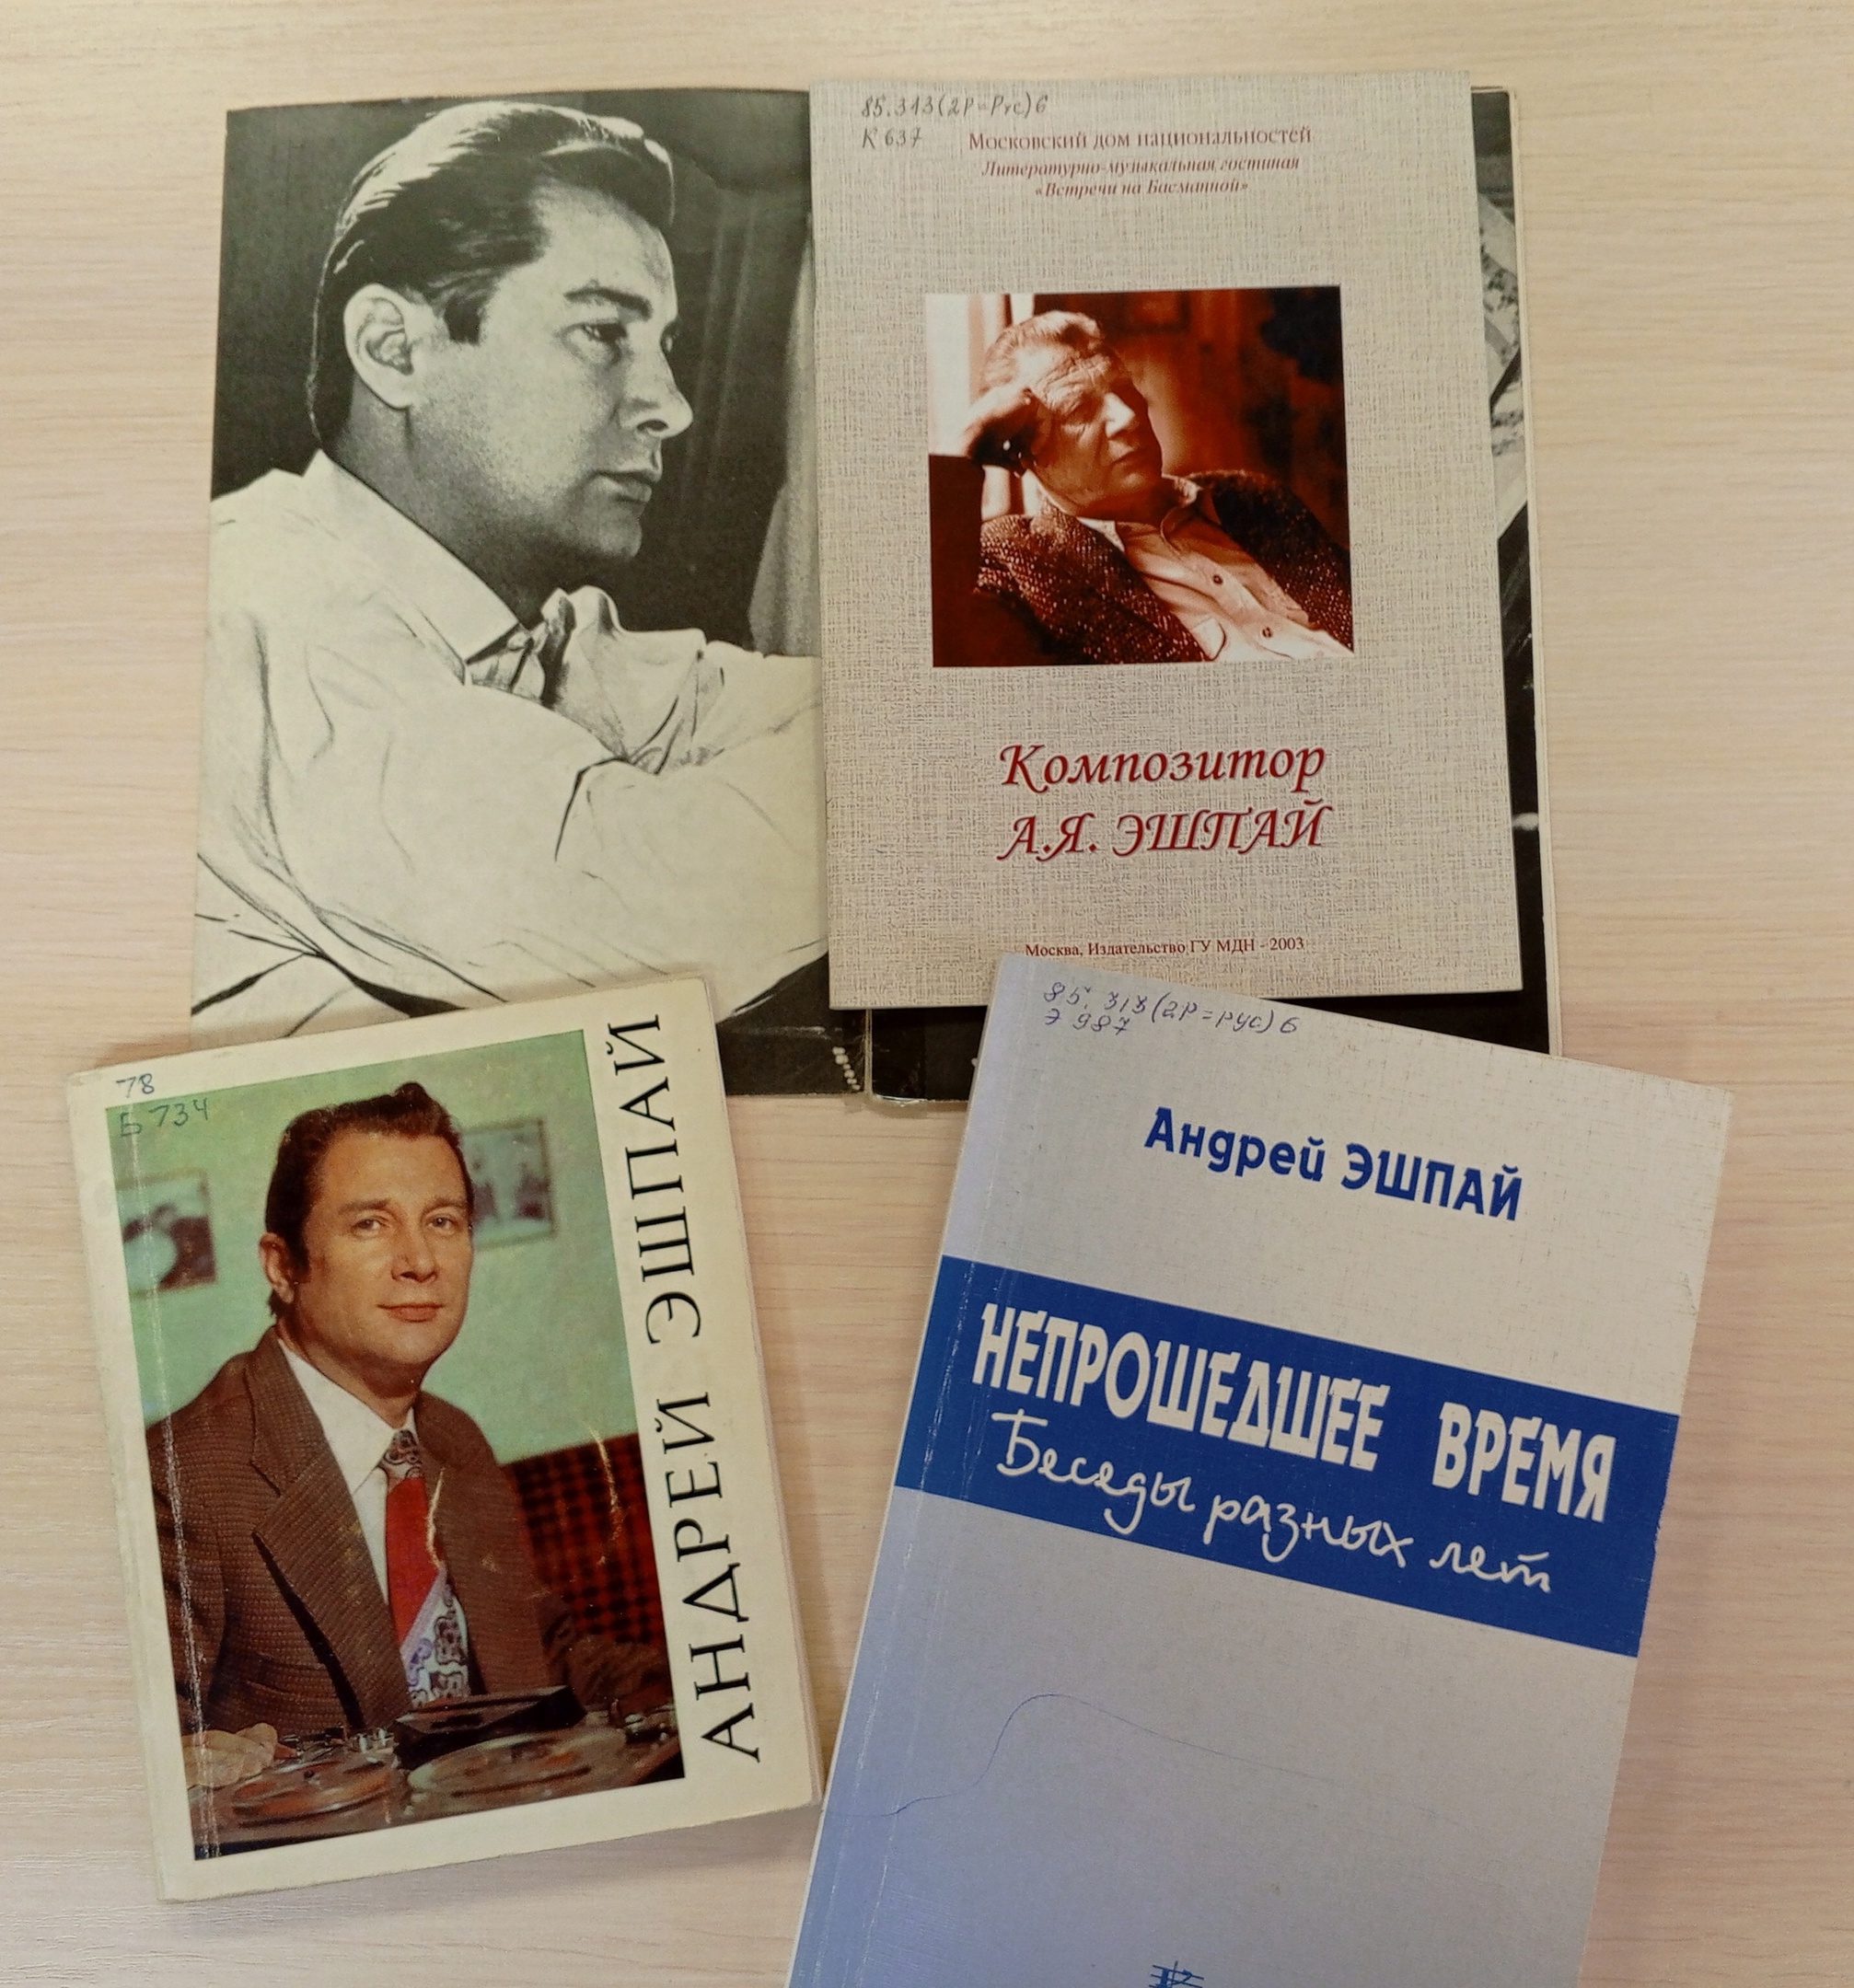 85.313(2Р=Рус)6
К 637
Московский дом национальностей
Литературно-музыкальная гостиная
«Встречи на Басманной»
Композитор
А.Я. ЭШПАЙ
Москва, Издательство ГУ МДН - 2003
78
Б 734
АНДРЕЙ ЭШПАЙ
85.313(2Р=Рус)6
Э 987
Андрей ЭШПАЙ
НЕПРОШЕДШЕЕ ВРЕМЯ
Беседы разных лет